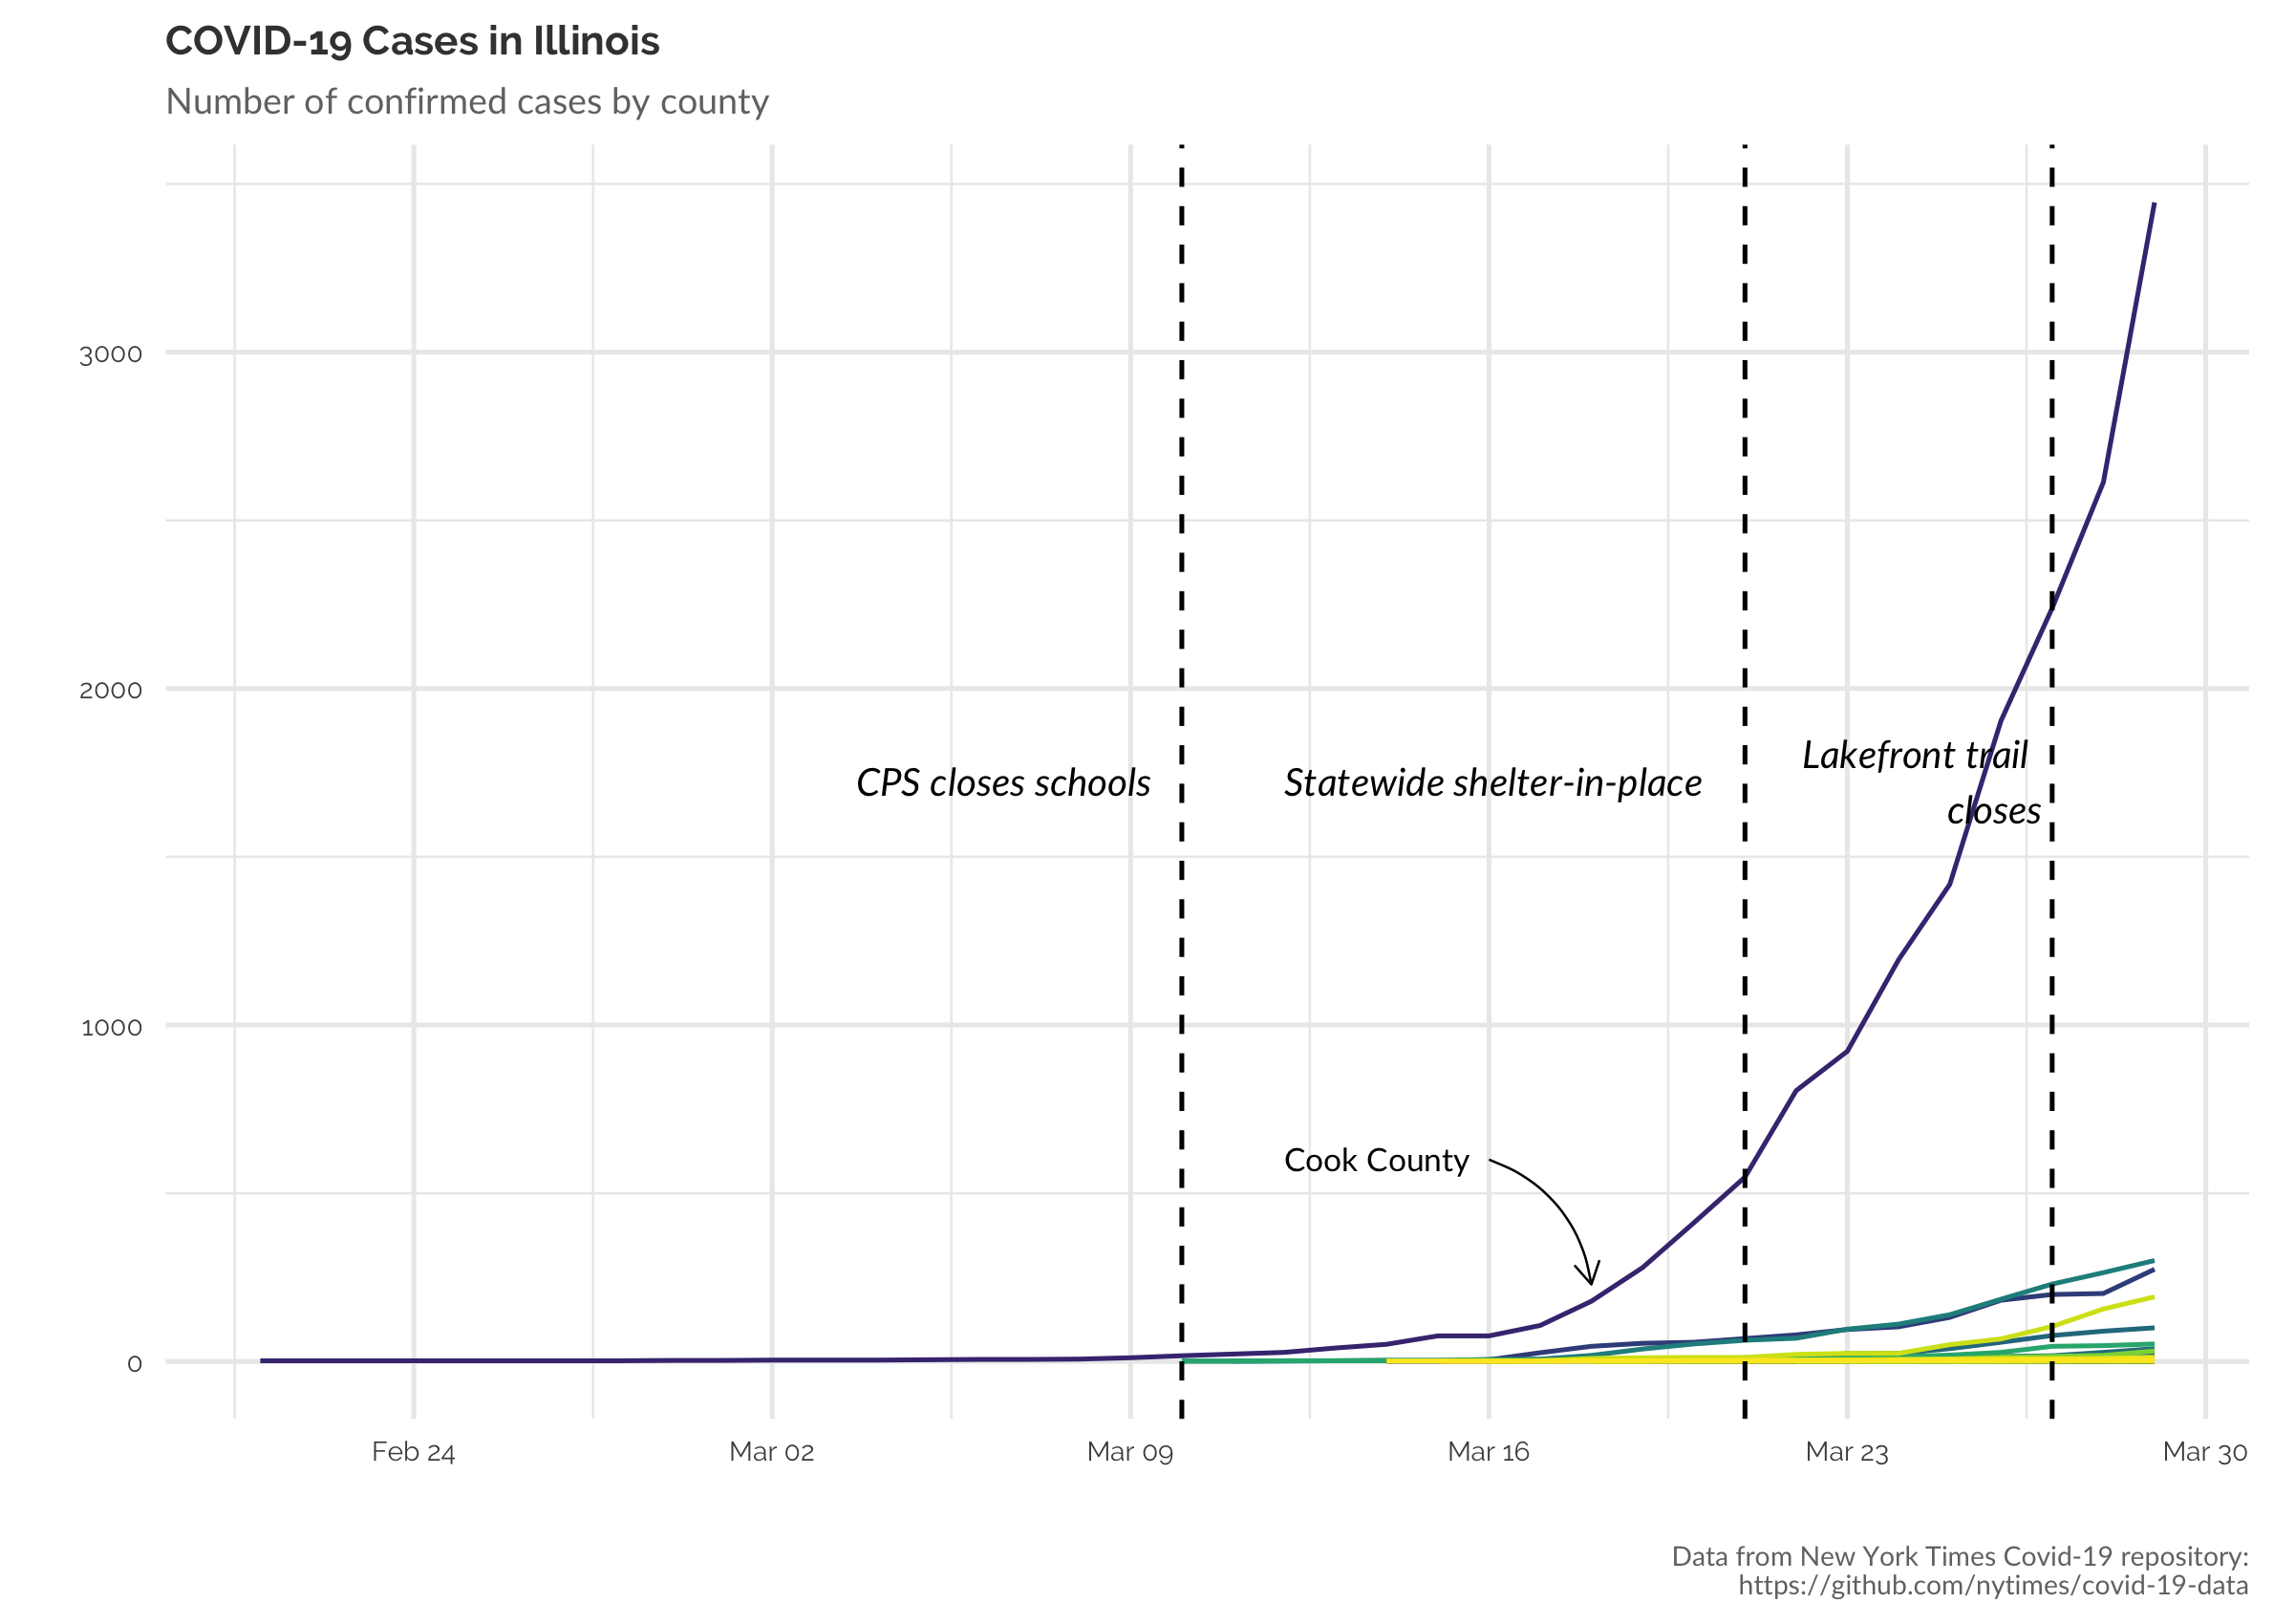 COVID-19 Cases in Illinois
Number of confirmed cases by county
3000
2000
1000
0
CPS closes schools
Statewide shelter-in-place
Lakefront trail
closes
Cook County
Feb 24
Mar 02
Mar 09
Mar 16
Mar 23
Mar 30
Data from New York Times Covid-19 repository:
https://github.com/nytimes/covid-19-data